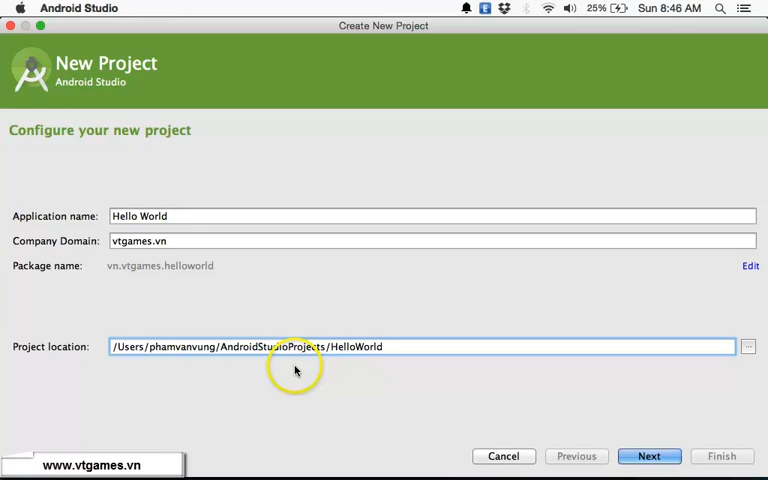 Android Studio 25% Sun 8:46 AM
Create New Project
New Project
Android Studio
Configure your new project
Application name: Hello World
Company Domain: vtgames.vn
Package name: vn.vtgames.helloworld Edit
Project location: /Users/phamvanvung/AndroidStudioProjects/HelloWorld ...
Cancel Previous Next Finish
www.vtgames.vn